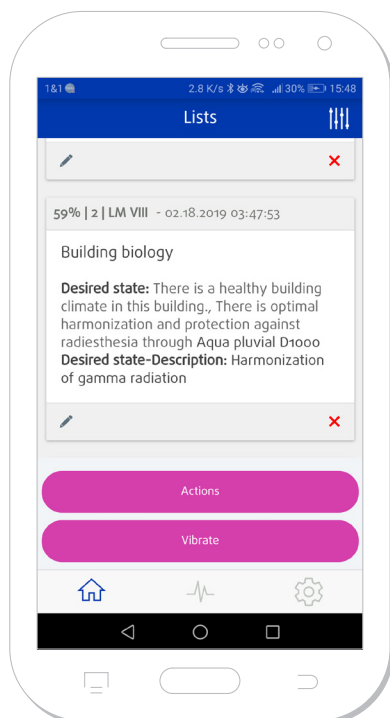 1&1 2.8 K/s 30% 15:48
Lists
59% | 2 | LM VIII - 02.18.2019 03:47:53
Building biology
Desired state: There is a healthy building
climate in this building., There is optimal
harmonization and protection against
radiesthesia through Aqua pluvial D1000
Desired state-Description: Harmonization
of gamma radiation
Actions
Vibrate